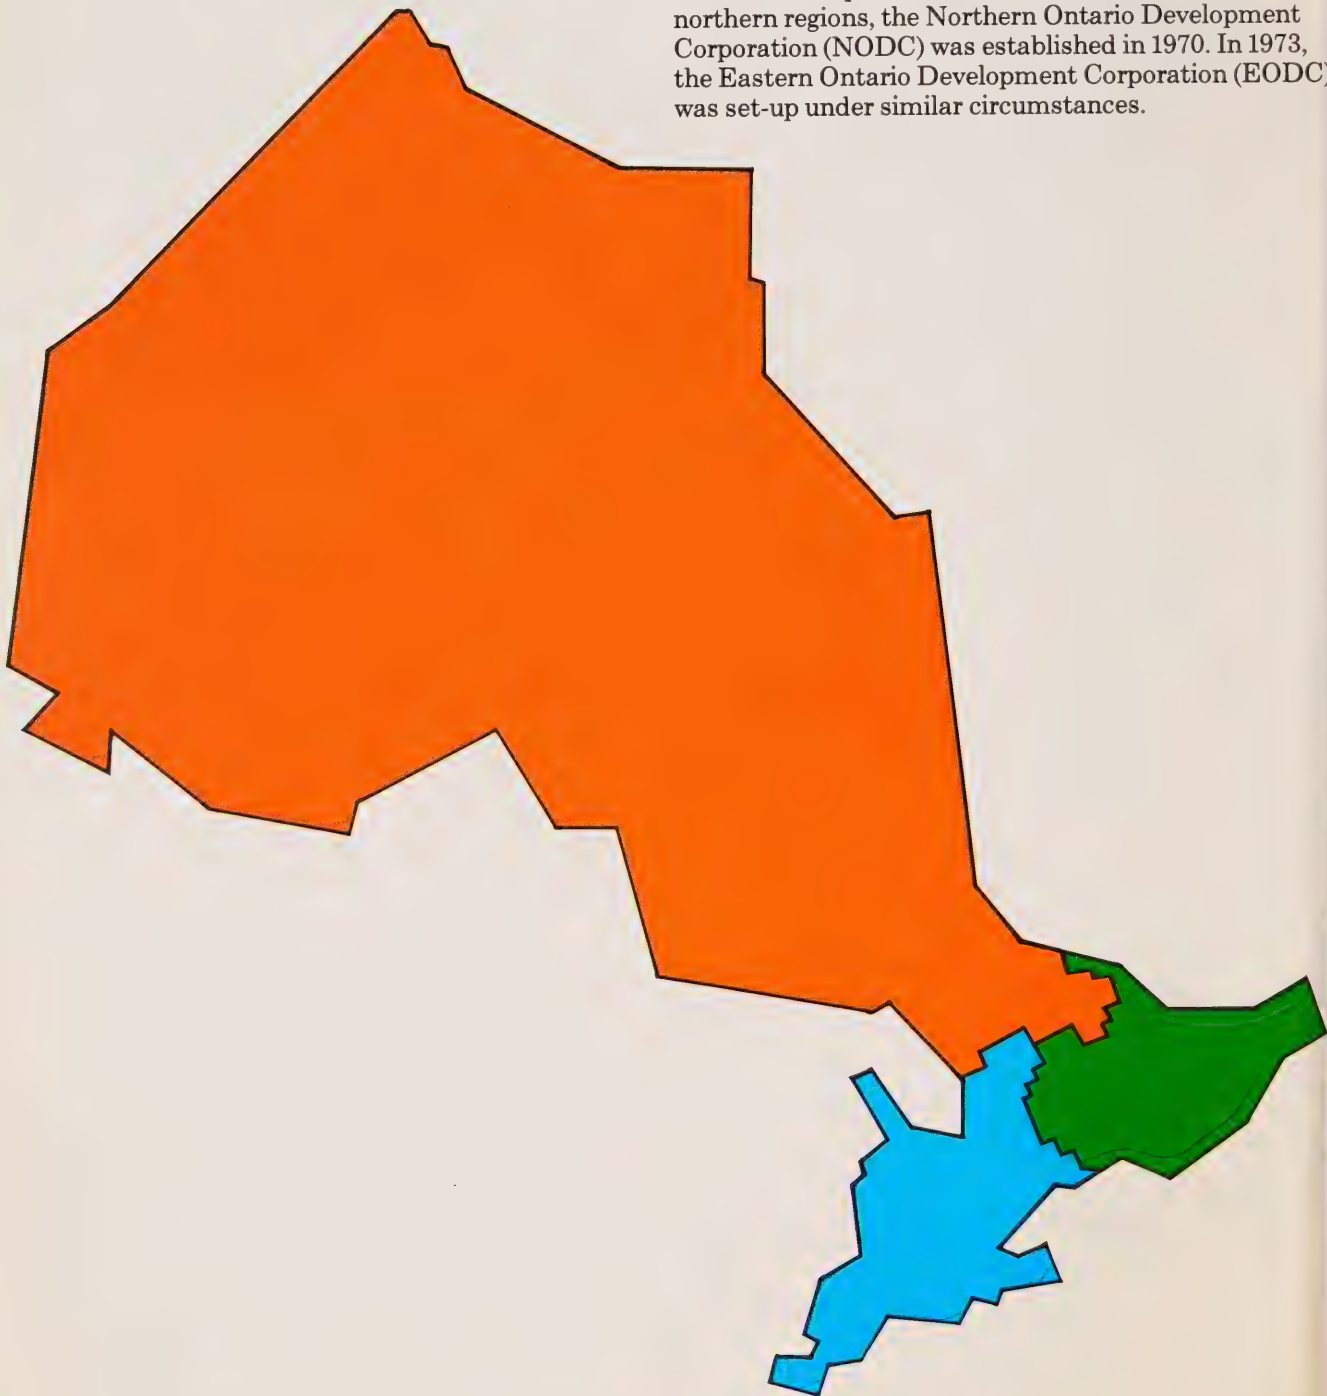 northern regions, the Northern Ontario Development
Corporation (NODC) was established in 1970. In 1973,
the Eastern Ontario Development Corporation (EODC)
was set-up under similar circumstances.